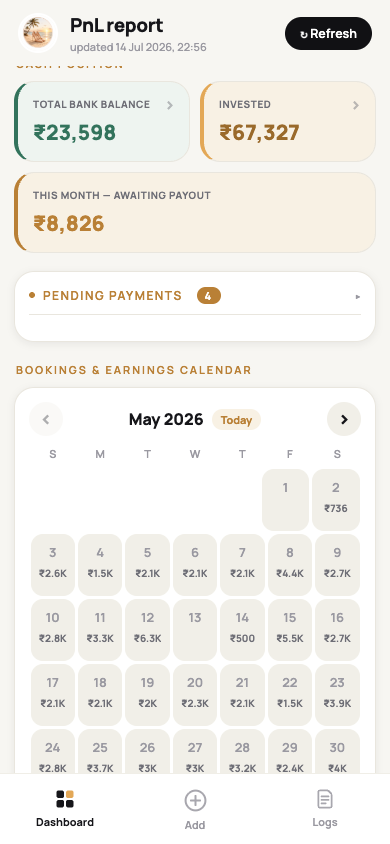 PnL report
updated 14 Jul 2026, 22:56
↻ Refresh
CASH POSITION
TOTAL BANK BALANCE
₹23,598
INVESTED
₹67,327
THIS MONTH — AWAITING PAYOUT
₹8,826
PENDING PAYMENTS 4
BOOKINGS & EARNINGS CALENDAR
May 2026 Today
S M T W T F S
1 2
₹736
3 4 5 6 7 8 9
₹2.6K ₹1.5K ₹2.1K ₹2.1K ₹2.1K ₹4.4K ₹2.7K
10 11 12 13 14 15 16
₹2.8K ₹3.3K ₹6.3K ₹500 ₹5.5K ₹2.7K
17 18 19 20 21 22 23
₹2.1K ₹2.1K ₹2K ₹2.3K ₹2.1K ₹1.5K ₹3.9K
24 25 26 27 28 29 30
₹2.8K ₹3.7K ₹3K ₹3K ₹3.2K ₹2.4K ₹4K
Dashboard Add Logs